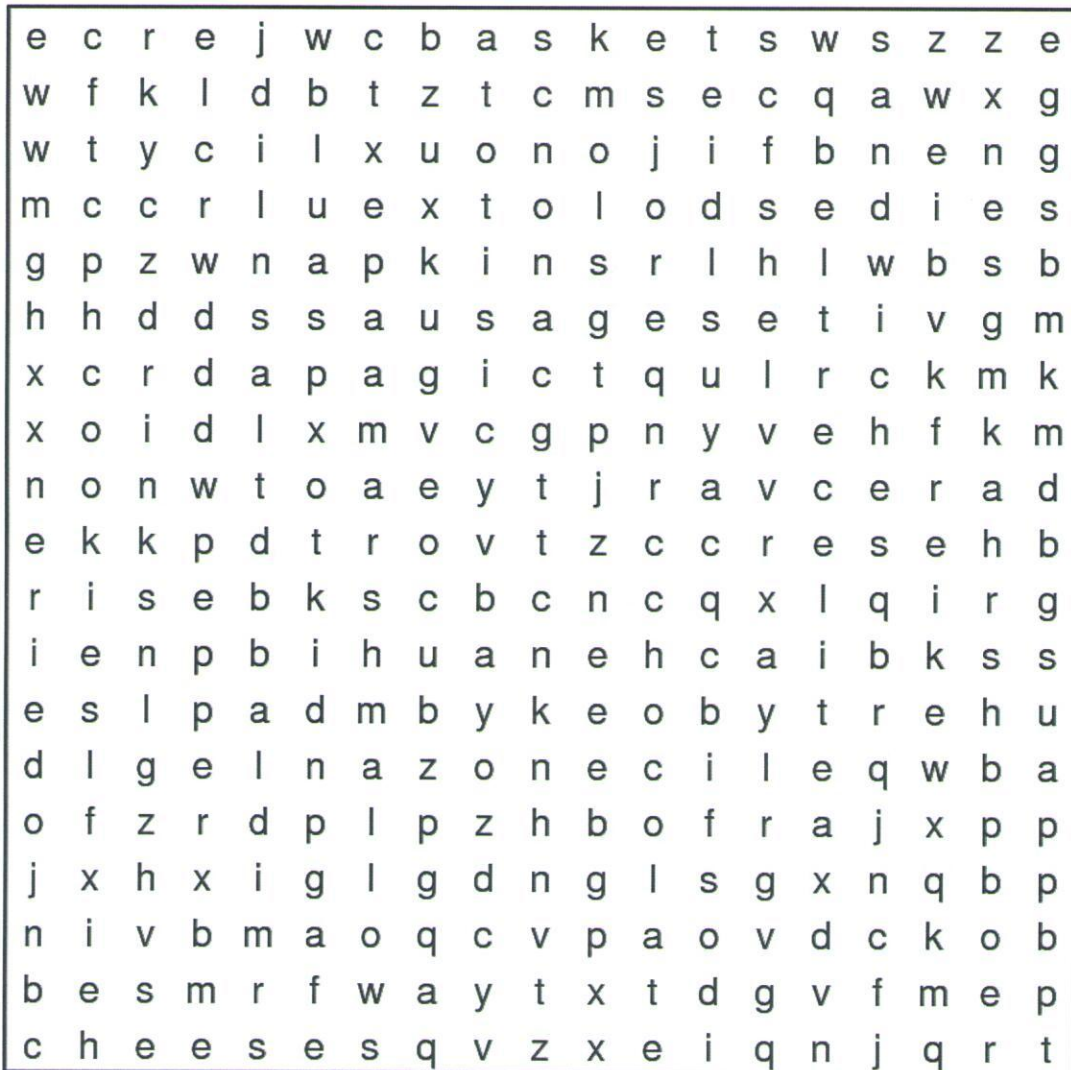 e c r e j w c b a s k e t s w s z z e
w f k l d b t z t c m s e c q a w x g
w t y c i l x u o n o j i f b n e n g
m c c r l u e x t o l o d s e d i e s
g p z w n a p k i n s r l h l w b s b
h h d d s s a u s a g e s e t i v g m
x c r d a p a g i c t q u l r c k m k
x o i d l x m v c g p n y v e h f k m
n o n w t o a e y t j r a v c e r a d
e k k p d t r o v t z c c r e s e h b
r i s e b k s c b c n c q x l q i r g
i e n p b i h u a n e h c a i b k s s
e s l p a d m b y k e o b y t r e h u
d l g e l n a z o n e c i l e q w b a
o f z r d p l p z h b o f r a j x p p
j x h x i g l g d n g l s g x n q b p
n i v b m a o q c v p a o v d c k o b
b e s m r f w a y t x t d g v f m e p
c h e e s e s q v z x e i q n j q r t